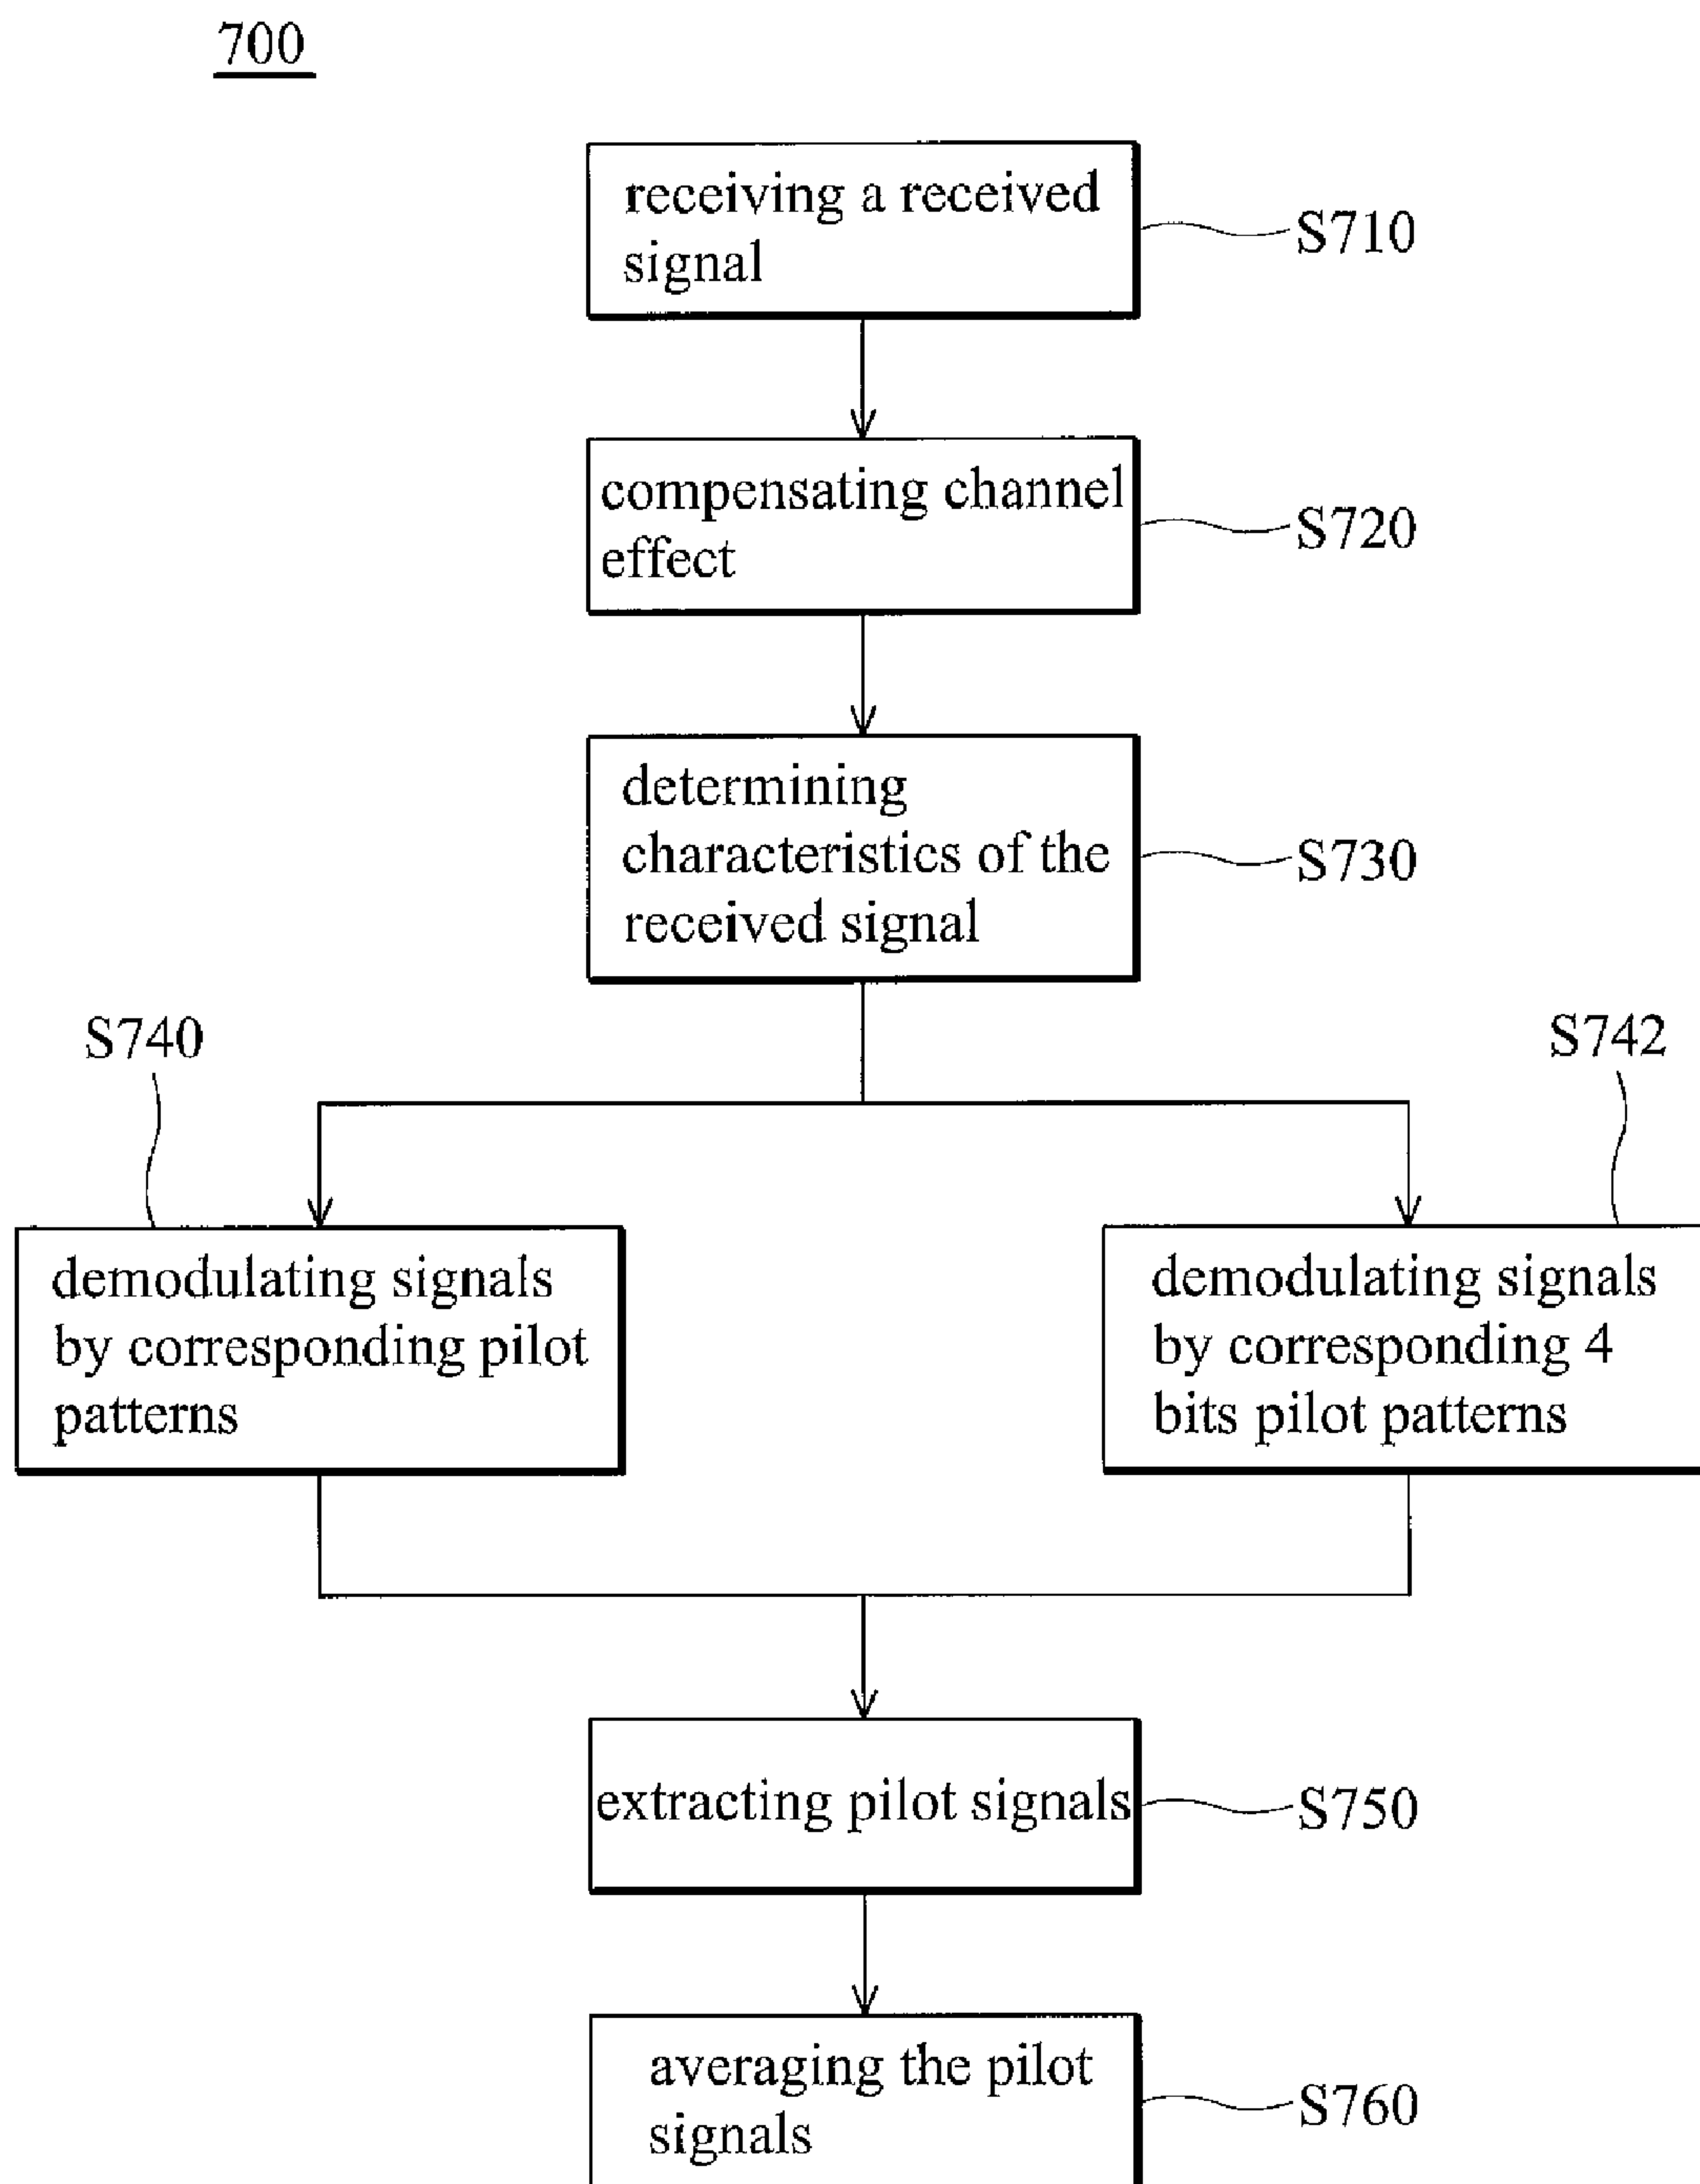 700
receiving a received
signal
S710
compensating channel
effect
S720
determining
characteristics of the
received signal
S730
S740
S742
demodulating signals
by corresponding pilot
patterns
demodulating signals
by corresponding 4
bits pilot patterns
extracting pilot signals
S750
averaging the pilot
signals
S760